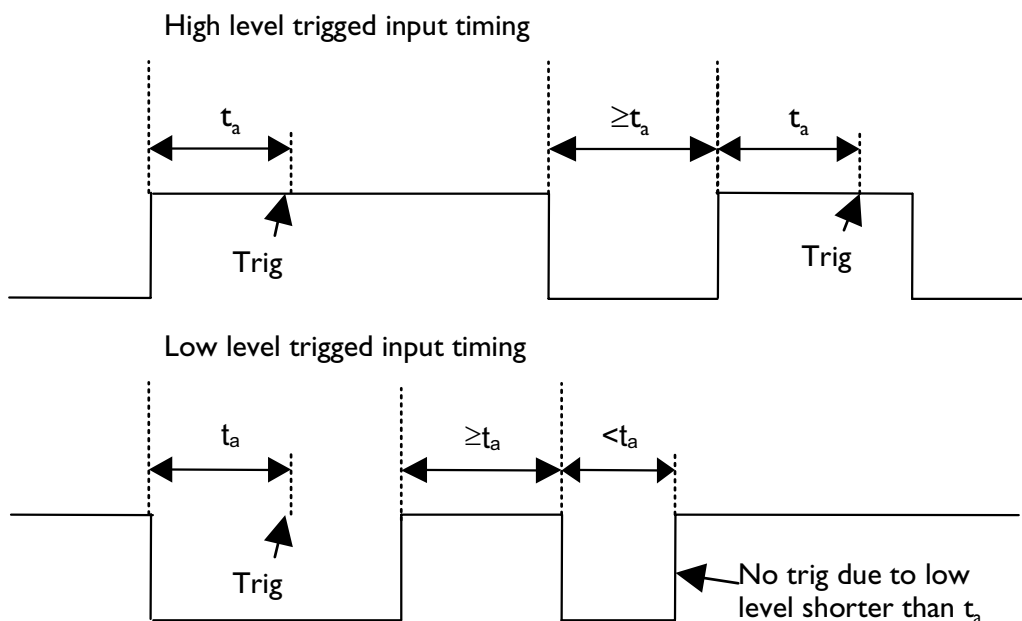 High level trigged input timing
tₐ
≥tₐ
tₐ
Trig
Trig
Low level trigged input timing
tₐ
≥tₐ
<tₐ
Trig
No trig due to low
level shorter than tₐ